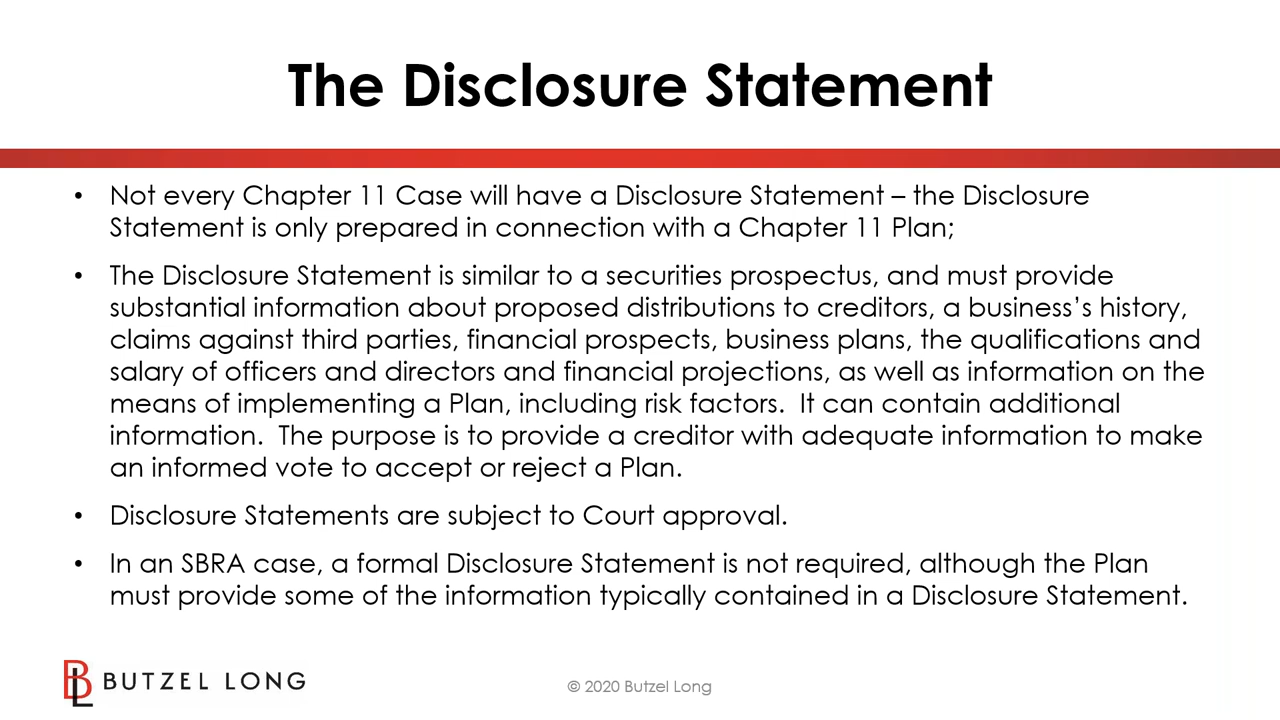 The Disclosure Statement
• Not every Chapter 11 Case will have a Disclosure Statement – the Disclosure
Statement is only prepared in connection with a Chapter 11 Plan;
• The Disclosure Statement is similar to a securities prospectus, and must provide
substantial information about proposed distributions to creditors, a business’s history,
claims against third parties, financial prospects, business plans, the qualifications and
salary of officers and directors and financial projections, as well as information on the
means of implementing a Plan, including risk factors.  It can contain additional
information.  The purpose is to provide a creditor with adequate information to make
an informed vote to accept or reject a Plan.
• Disclosure Statements are subject to Court approval.
• In an SBRA case, a formal Disclosure Statement is not required, although the Plan
must provide some of the information typically contained in a Disclosure Statement.
BL BUTZEL LONG
© 2020 Butzel Long